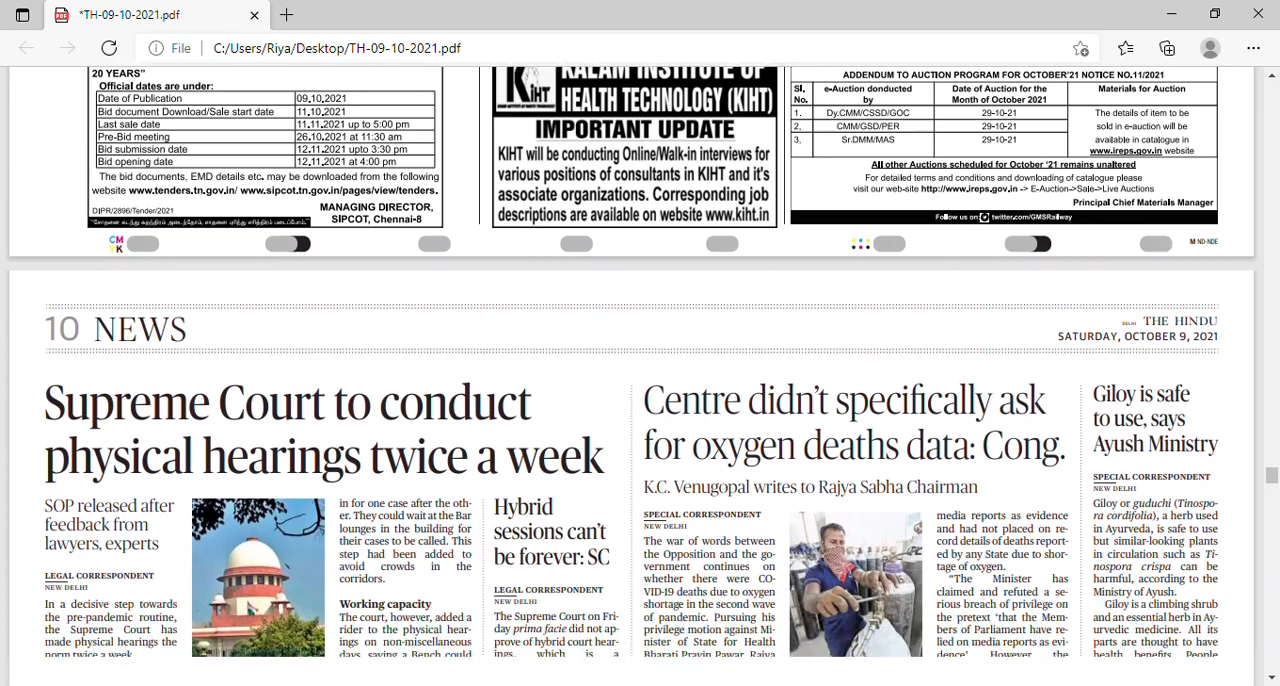 *TH-09-10-2021.pdf
File
C:/Users/Riya/Desktop/TH-09-10-2021.pdf
20 YEARS"
Official dates are under:
Date of Publication 09.10.2021
Bid document Download/Sale start date 11.10.2021
Last sale date 11.11.2021 up to 5:00 pm
Pre-Bid meeting 26.10.2021 at 11:30 am
Bid submission date 12.11.2021 upto 3:30 pm
Bid opening date 12.11.2021 at 4:00 pm
The bid documents, EMD details etc. may be downloaded from the following
website www.tenders.tn.gov.in/ www.sipcot.tn.gov.in/pages/view/tenders.
MANAGING DIRECTOR,
DIPR/2896/Tender/2021
SIPCOT, Chennai-8
KIHT
KALAM INSTITUTE OF
HEALTH TECHNOLOGY (KIHT)
IMPORTANT UPDATE
KIHT will be conducting Online/Walk-in interviews for
various positions of consultants in KIHT and it's
associate organizations. Corresponding job
descriptions are available on website www.kiht.in
ADDENDUM TO AUCTION PROGRAM FOR OCTOBER'21 NOTICE NO.11/2021
Sl. No. e-Auction donducted by Date of Auction for the Month of October 2021 Materials for Auction
1. Dy.CMM/CSSD/GOC 29-10-21
2, CMM/GSD/PER 29-10-21
3, Sr.DMM/MAS 29-10-21
The details of item to be
sold in e-auction will be
available in catalogue in
www.ireps.gov.in website
All other Auctions scheduled for October '21 remains unaltered
For detailed terms and conditions and downloading of catalogue please
visit our web-site http://www.ireps.gov.in -> E-Auction->Sale->Live Auctions
Principal Chief Materials Manager
Follow us on: twitter.com/GMSRailway
CM
YK
M ND-NDE
10 NEWS
DELHI THE HINDU
SATURDAY, OCTOBER 9, 2021
Supreme Court to conduct
physical hearings twice a week
SOP released after
feedback from
lawyers, experts
LEGAL CORRESPONDENT
NEW DELHI
In a decisive step towards
the pre-pandemic routine,
the Supreme Court has
made physical hearings the
norm twice a week
in for one case after the oth-
er. They could wait at the Bar
lounges in the building for
their cases to be called. This
step had been added to
avoid crowds in the
corridors.
Working capacity
The court, however, added a
rider to the physical hear-
ings on non-miscellaneous
days, saying a Bench could
Hybrid
sessions can't
be forever: SC
LEGAL CORRESPONDENT
NEW DELHI
The Supreme Court on Fri-
day prima facie did not ap-
prove of hybrid court hear-
ings, which is a
Centre didn't specifically ask
for oxygen deaths data: Cong.
K.C. Venugopal writes to Rajya Sabha Chairman
SPECIAL CORRESPONDENT
NEW DELHI
The war of words between
the Opposition and the go-
vernment continues on
whether there were CO-
VID-19 deaths due to oxygen
shortage in the second wave
of pandemic. Pursuing his
privilege motion against Mi-
nister of State for Health
Bharati Pravin Pawar, Rajya
media reports as evidence
and had not placed on re-
cord details of deaths report-
ed by any State due to shor-
tage of oxygen.
"The Minister has
claimed and refuted a se-
rious breach of privilege on
the pretext 'that the Mem-
bers of Parliament have re-
lied on media reports as evi-
dence'. However, the
Giloy is safe
to use, says
Ayush Ministry
SPECIAL CORRESPONDENT
NEW DELHI
Giloy or guduchi (Tinospo-
ra cordifolia), a herb used
in Ayurveda, is safe to use
but similar-looking plants
in circulation such as Ti-
nospora crispa can be
harmful, according to the
Ministry of Ayush.
Giloy is a climbing shrub
and an essential herb in Ay-
urvedic medicine. All its
parts are thought to have
health benefits. People